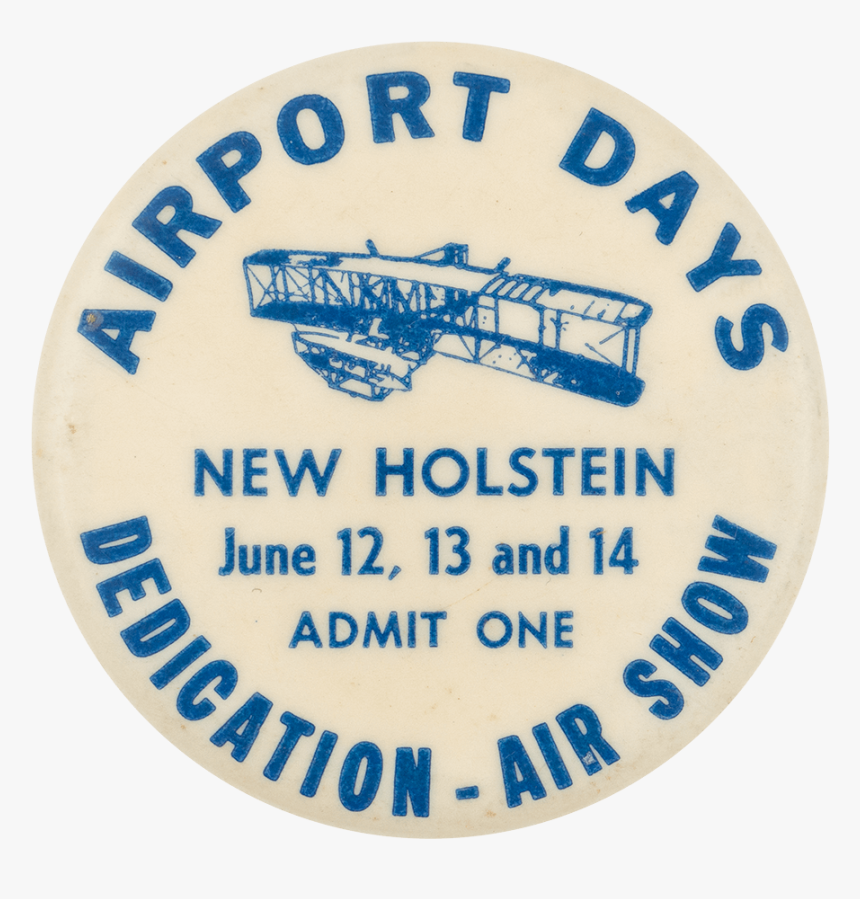 AIRPORT DAYS
NEW HOLSTEIN
June 12, 13 and 14
ADMIT ONE
DEDICATION - AIR SHOW